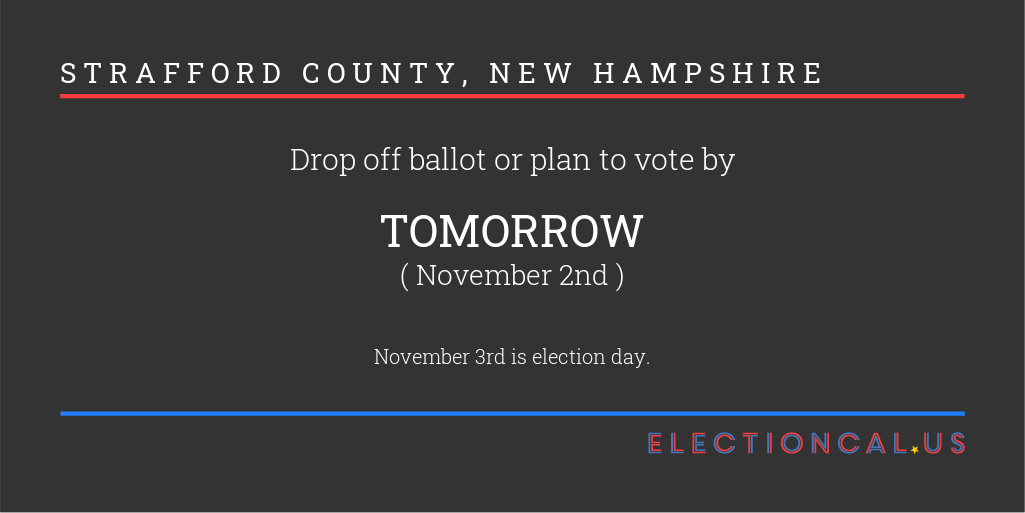 STRAFFORD COUNTY, NEW HAMPSHIRE
Drop off ballot or plan to vote by
TOMORROW
( November 2nd )
November 3rd is election day.
ELECTIONCAL.US